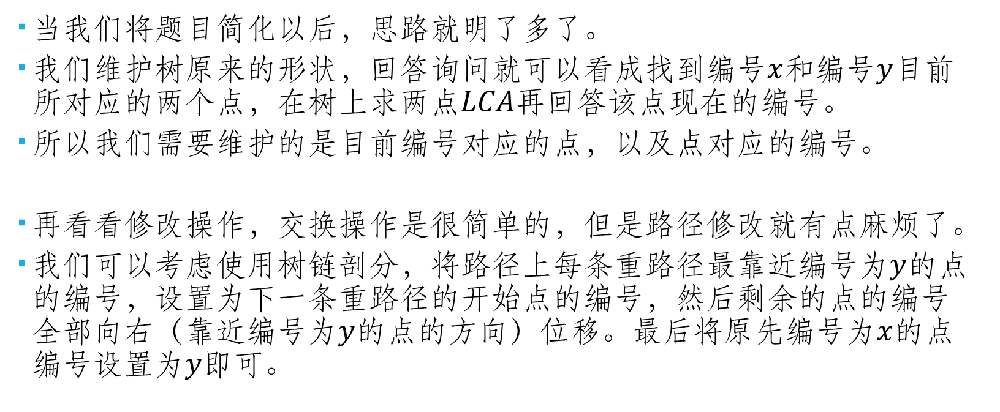 ▪当我们将题目简化以后，思路就明了多了。
▪我们维护树原来的形状，回答询问就可以看成找到编号x和编号y目前
所对应的两个点，在树上求两点LCA再回答该点现在的编号。
▪所以我们需要维护的是目前编号对应的点，以及点对应的编号。
▪再看看修改操作，交换操作是很简单的，但是路径修改就有点麻烦了。
▪我们可以考虑使用树链剖分，将路径上每条重路径最靠近编号为y的点
的编号，设置为下一条重路径的开始点的编号，然后剩余的点的编号
全部向右（靠近编号为y的点的方向）位移。最后将原先编号为x的点
编号设置为y即可。